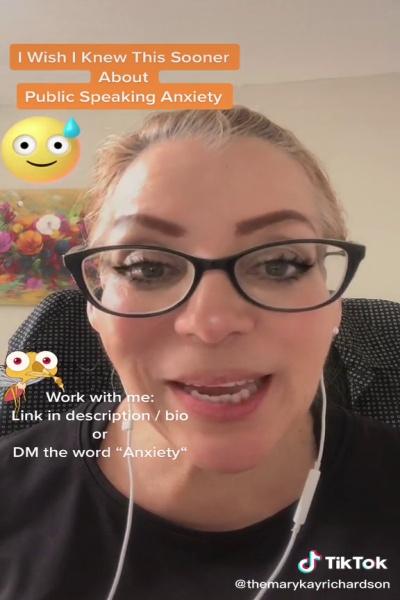 I Wish I Knew This Sooner
About
Public Speaking Anxiety
Work with me:
Link in description / bio
or
DM the word “Anxiety“
TikTok
@themarykayrichardson